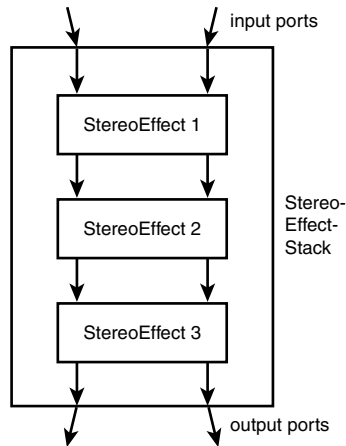 input ports
StereoEffect 1
StereoEffect 2
Stereo-
Effect-
Stack
StereoEffect 3
output ports